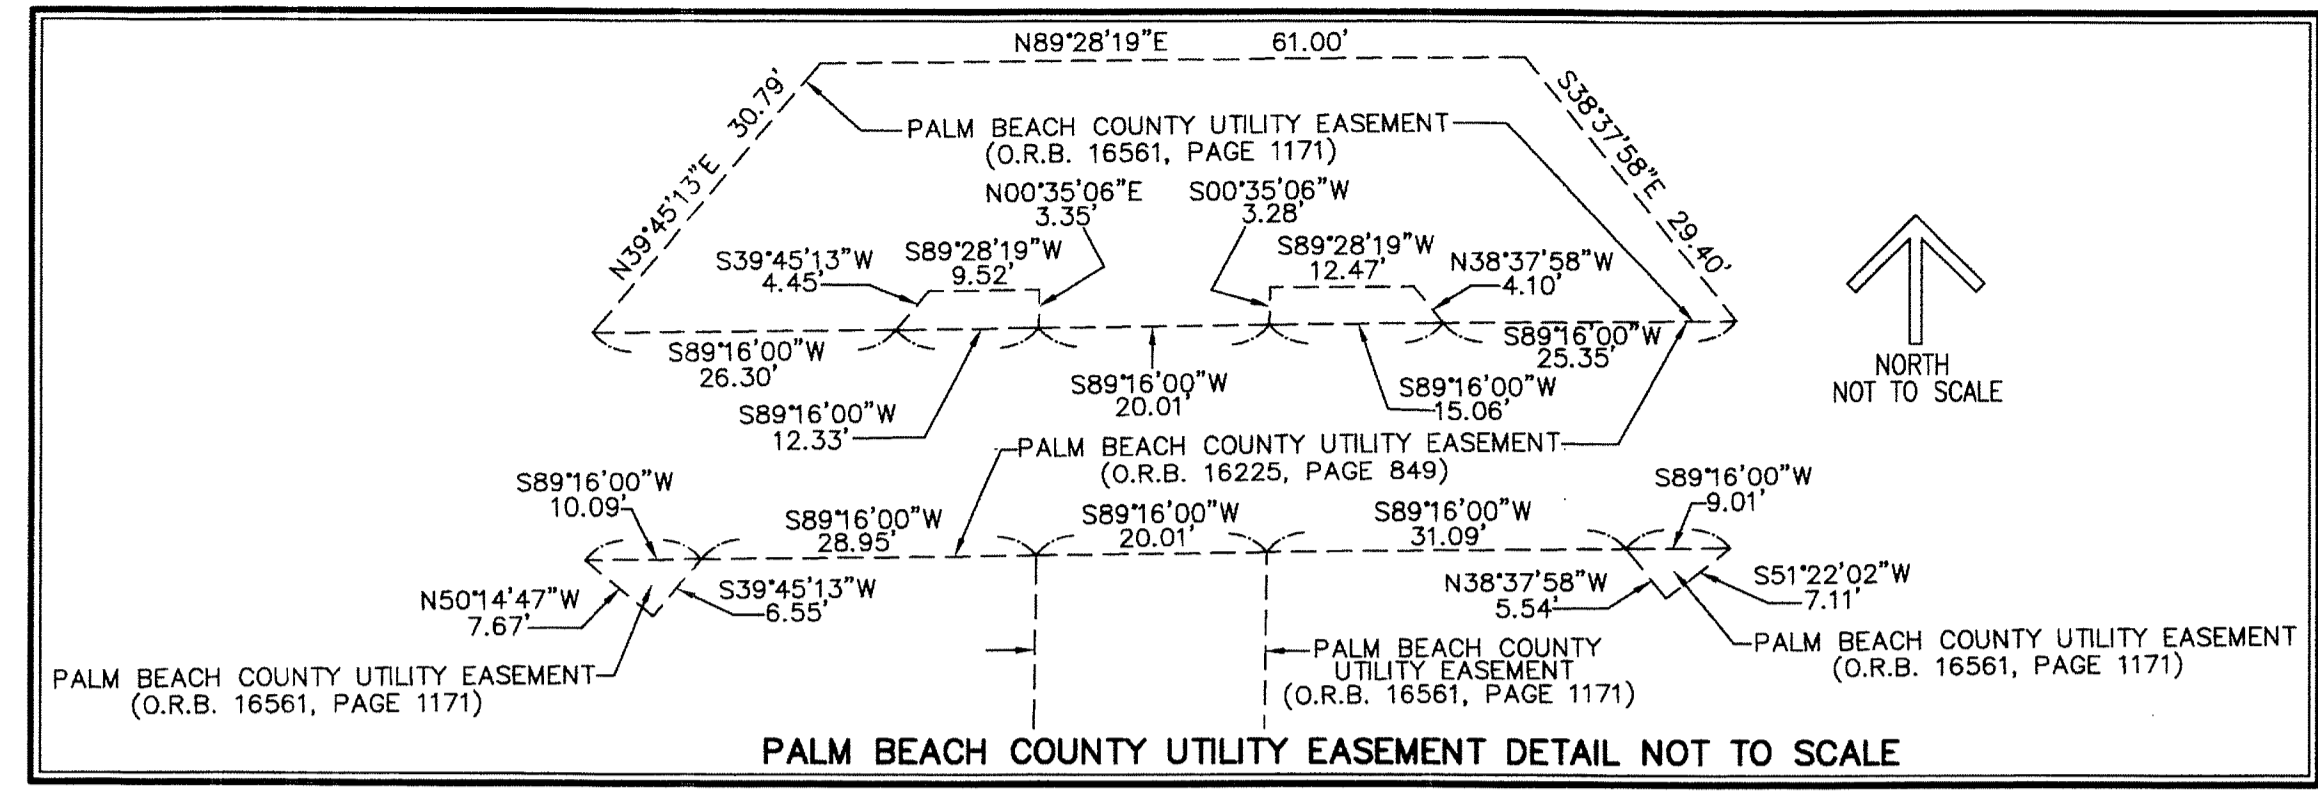 N89°28'19"E 61.00'
N39°45'13"E 30.79'
S38°37'58"E 29.40'
PALM BEACH COUNTY UTILITY EASEMENT
(O.R.B. 16561, PAGE 1171)
N00°35'06"E
3.35'
S00°35'06"W
3.28'
S39°45'13"W
4.45'
S89°28'19"W
9.52'
S89°28'19"W
12.47'
N38°37'58"W
4.10'
S89°16'00"W
26.30'
S89°16'00"W
12.33'
S89°16'00"W
20.01'
S89°16'00"W
15.06'
S89°16'00"W
25.35'
NORTH
NOT TO SCALE
PALM BEACH COUNTY UTILITY EASEMENT
(O.R.B. 16225, PAGE 849)
S89°16'00"W
10.09'
S89°16'00"W
28.95'
S89°16'00"W
20.01'
S89°16'00"W
31.09'
S89°16'00"W
9.01'
N50°14'47"W
7.67'
S39°45'13"W
6.55'
N38°37'58"W
5.54'
S51°22'02"W
7.11'
PALM BEACH COUNTY UTILITY EASEMENT
(O.R.B. 16561, PAGE 1171)
PALM BEACH COUNTY
UTILITY EASEMENT
(O.R.B. 16561, PAGE 1171)
PALM BEACH COUNTY UTILITY EASEMENT
(O.R.B. 16561, PAGE 1171)
PALM BEACH COUNTY UTILITY EASEMENT DETAIL NOT TO SCALE